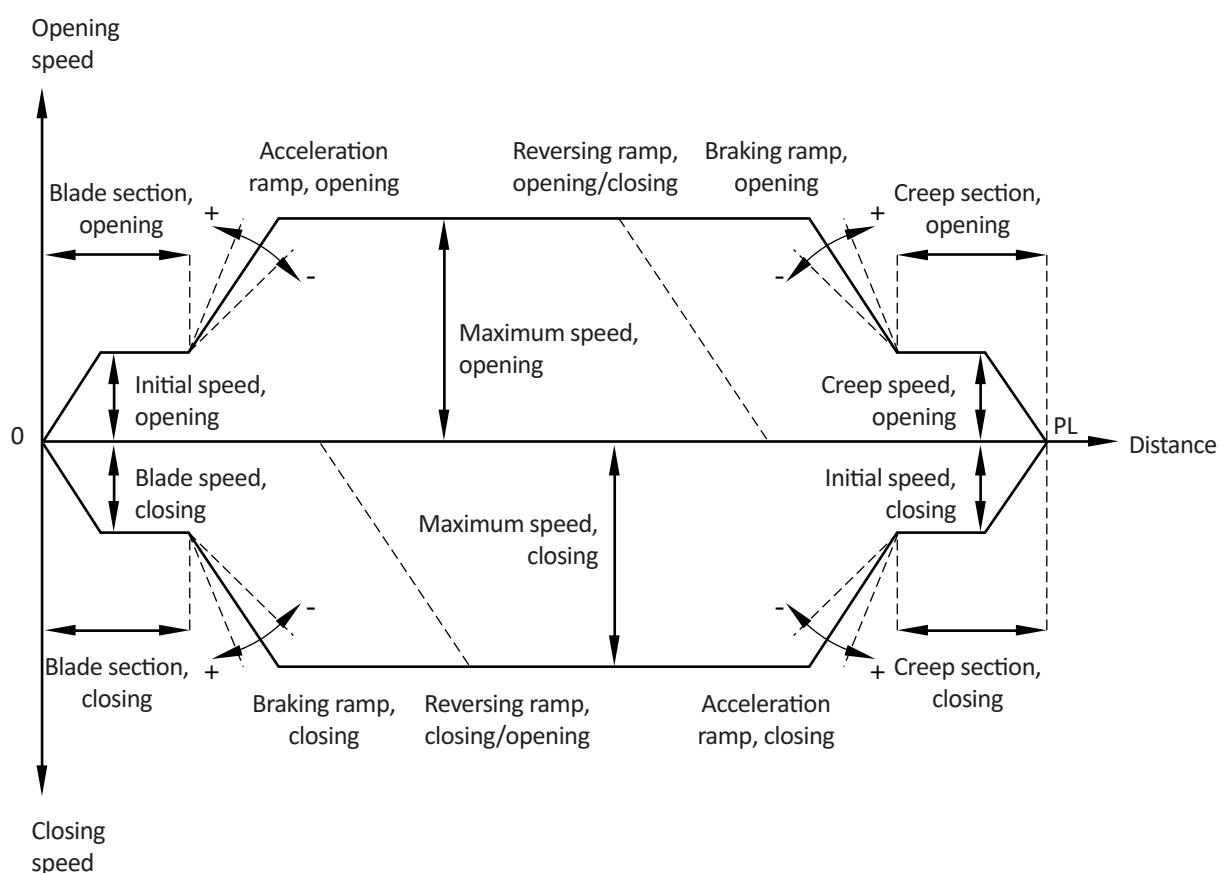 Opening
speed
Acceleration
ramp, opening
Reversing ramp,
opening/closing
Braking ramp,
opening
Blade section,
opening
+
-
+
-
Creep section,
opening
Maximum speed,
opening
Initial speed,
opening
Creep speed,
opening
0
PL
Distance
Blade speed,
closing
Initial speed,
closing
Maximum speed,
closing
-
+
-
+
Blade section,
closing
Creep section,
closing
Braking ramp,
closing
Reversing ramp,
closing/opening
Acceleration
ramp, closing
Closing
speed